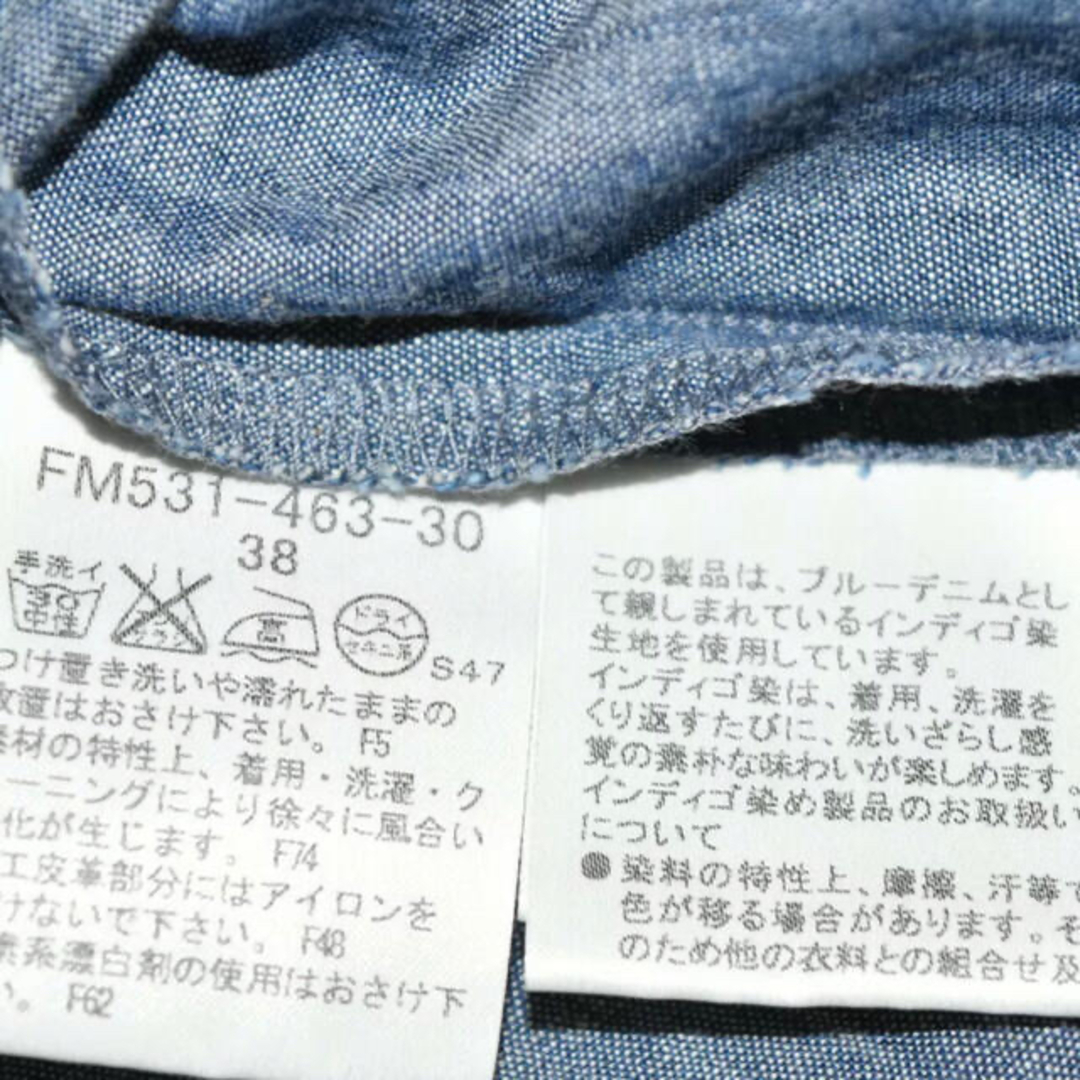 FM531-463-30
38
手洗イ
30
中性
エンソ
サラシ
高
ドライ
セキユ系
S47
つけ置き洗いや濡れたままの
放置はおさけ下さい。 F5
素材の特性上、着用・洗濯・ク
ーニングにより徐々に風合い
化が生じます。 F74
工皮革部分にはアイロンを
けないで下さい。 F48
素系漂白剤の使用はおさけ下
い。 F62
この製品は、ブルーデニムとし
て親しまれているインディゴ染
生地を使用しています。
インディゴ染は、着用、洗濯を
くり返すたびに、洗いざらし感
覚の素朴な味わいが楽しめます。
インディゴ染め製品のお取扱い
について
●染料の特性上、摩擦、汗等で
色が移る場合があります。そ
のため他の衣料との組合せ及